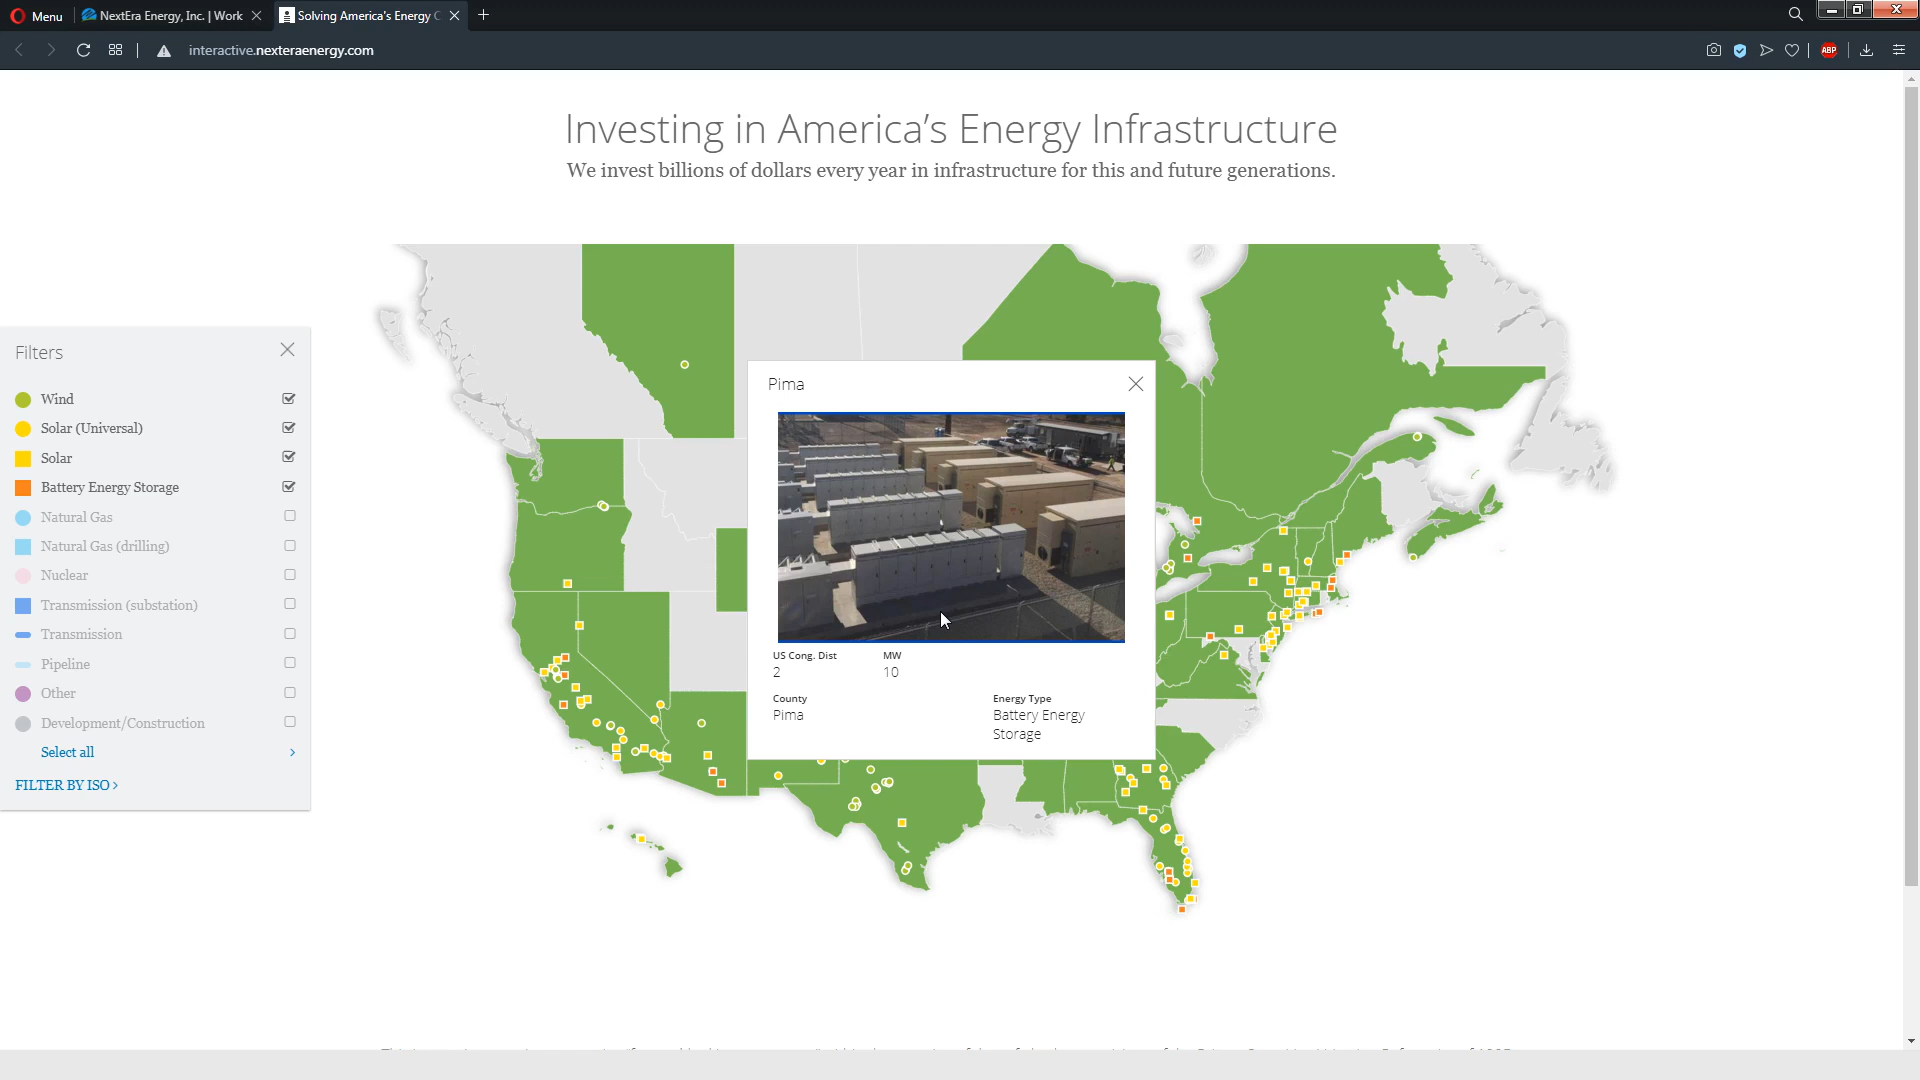 Menu
NextEra Energy, Inc. | Work
Solving America's Energy C
interactive.nexteraenergy.com
ABP
Investing in America’s Energy Infrastructure
We invest billions of dollars every year in infrastructure for this and future generations.
Filters
Wind
Solar (Universal)
Solar
Battery Energy Storage
Natural Gas
Natural Gas (drilling)
Nuclear
Transmission (substation)
Transmission
Pipeline
Other
Development/Construction
Select all
FILTER BY ISO
Pima
US Cong. Dist
MW
2
10
County
Energy Type
Pima
Battery Energy
Storage